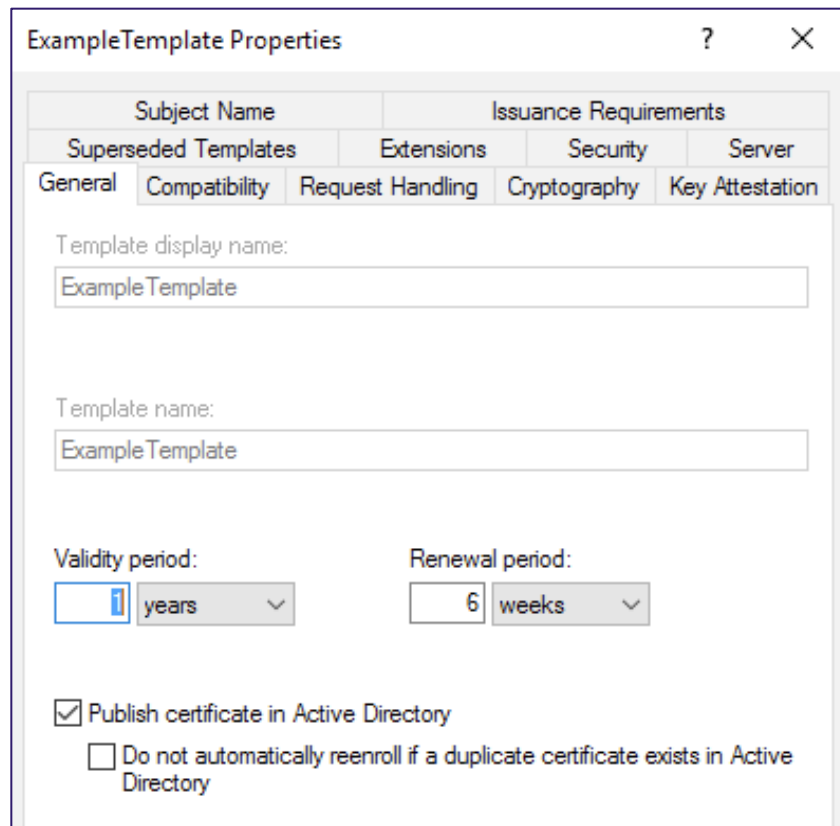 ExampleTemplate Properties ? X
Subject Name Issuance Requirements
Superseded Templates Extensions Security Server
General Compatibility Request Handling Cryptography Key Attestation
Template display name:
ExampleTemplate
Template name:
ExampleTemplate
Validity period: Renewal period:
1 years 6 weeks
Publish certificate in Active Directory
Do not automatically reenroll if a duplicate certificate exists in Active
Directory